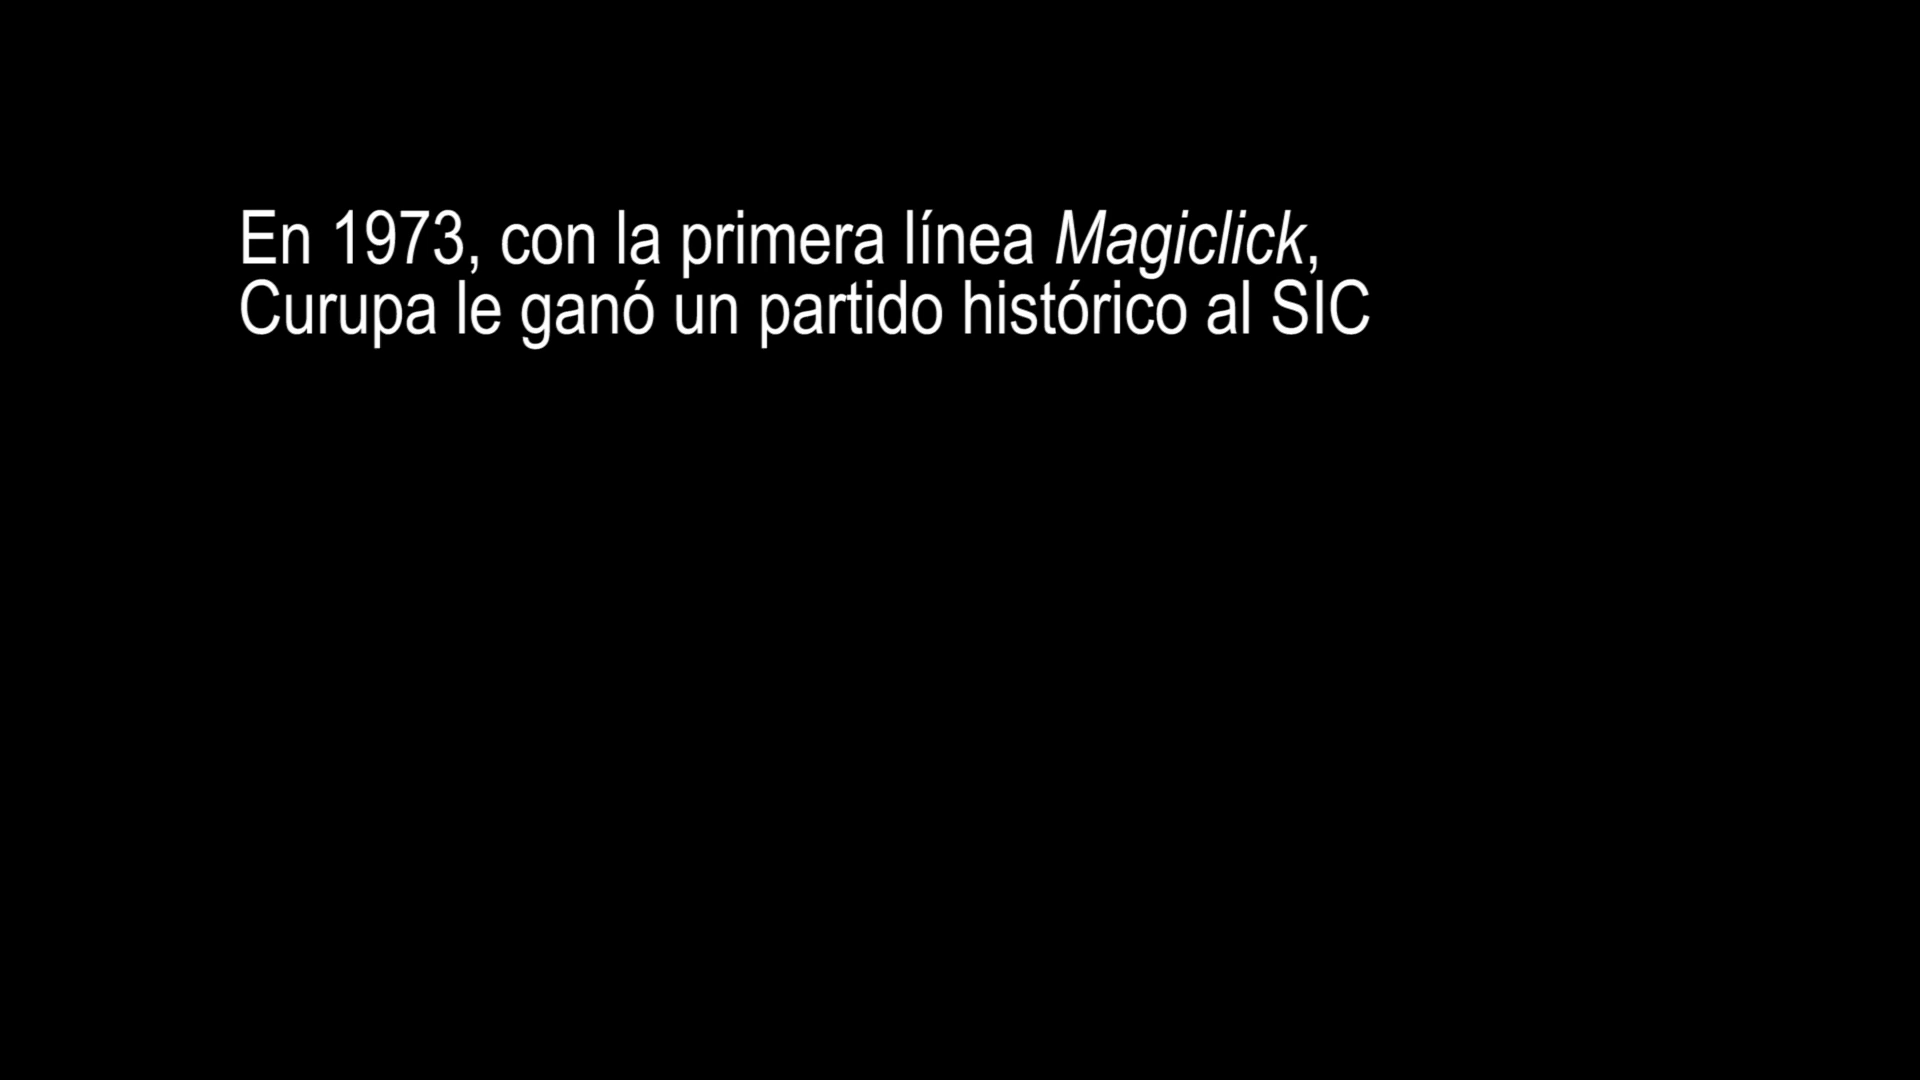 En 1973, con la primera línea Magiclick,
Curupa le ganó un partido histórico al SIC